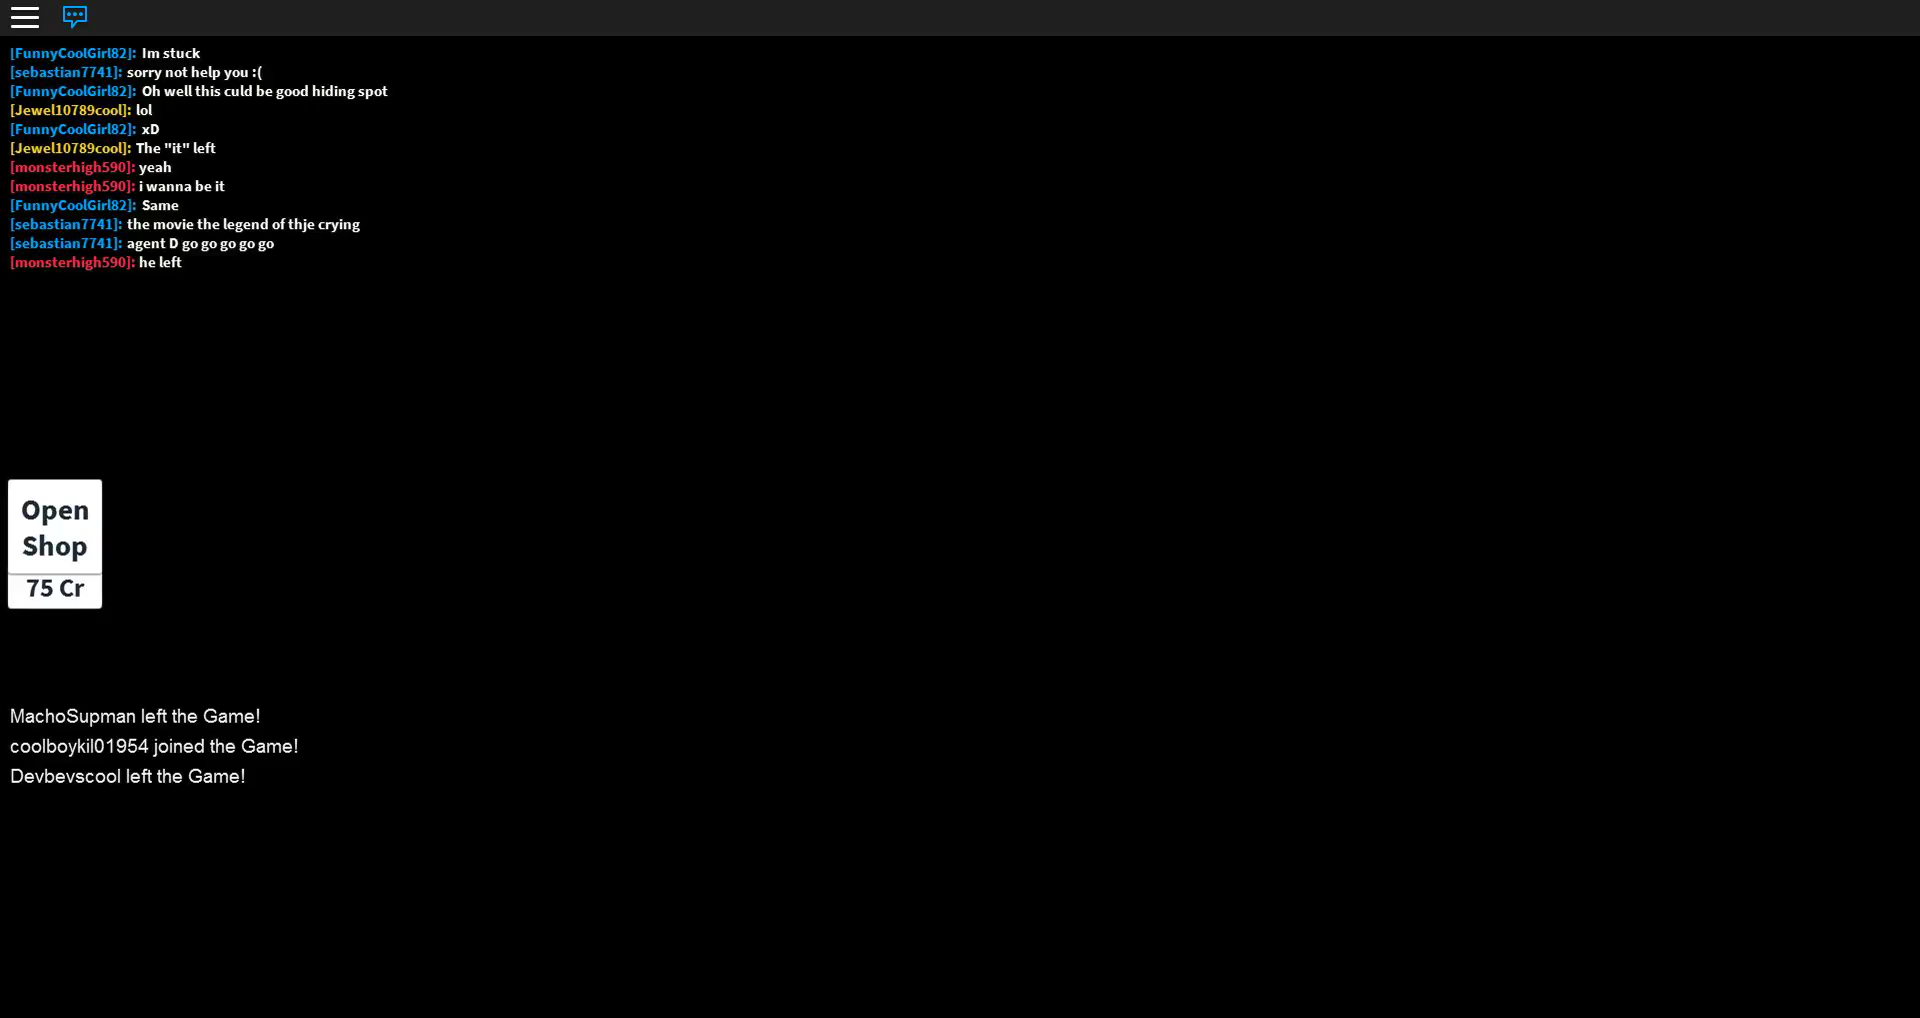 [FunnyCoolGirl82]: Im stuck
[sebastian7741]: sorry not help you :(
[FunnyCoolGirl82]: Oh well this culd be good hiding spot
[Jewel10789cool]: lol
[FunnyCoolGirl82]: xD
[Jewel10789cool]: The "it" left
[monsterhigh590]: yeah
[monsterhigh590]: i wanna be it
[FunnyCoolGirl82]: Same
[sebastian7741]: the movie the legend of thje crying
[sebastian7741]: agent D go go go go go
[monsterhigh590]: he left
Open
Shop
75 Cr
MachoSupman left the Game!
coolboykil01954 joined the Game!
Devbevscool left the Game!